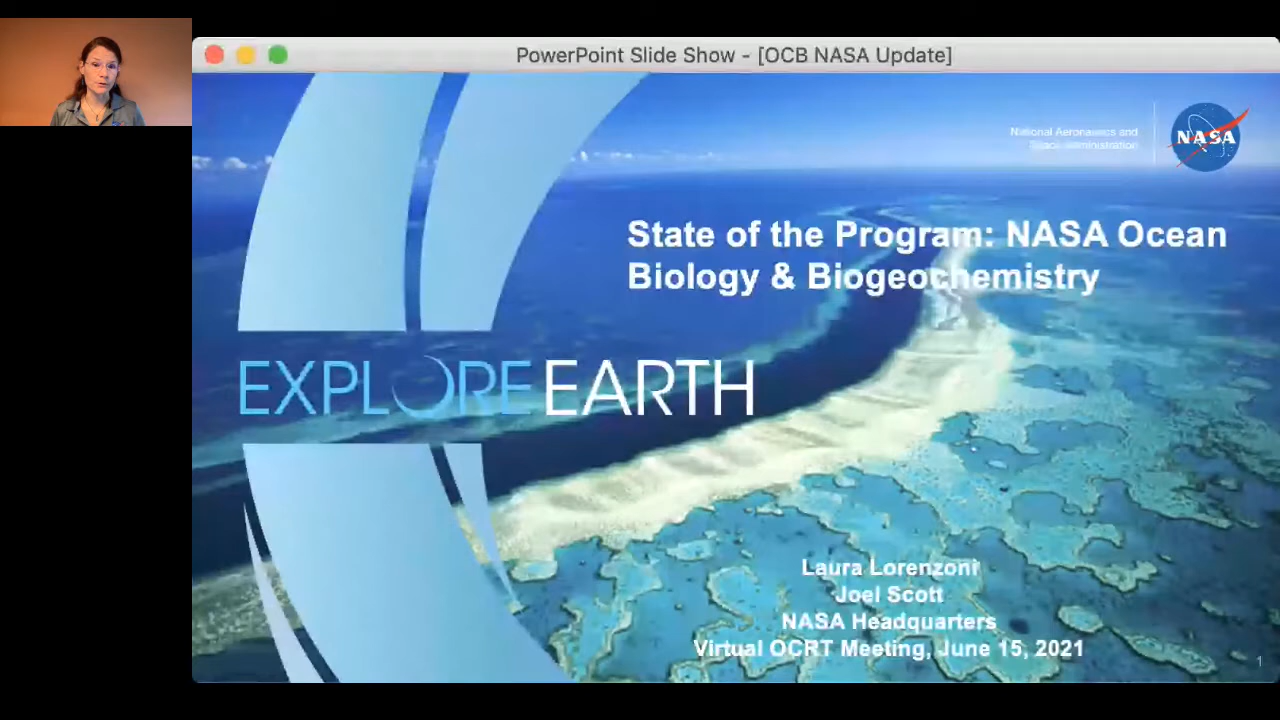 PowerPoint Slide Show - [OCB NASA Update]
National Aeronautics and
Space Administration
NASA
State of the Program: NASA Ocean
Biology & Biogeochemistry
EXPLORE EARTH
Laura Lorenzoni
Joel Scott
NASA Headquarters
Virtual OCRT Meeting, June 15, 2021
1